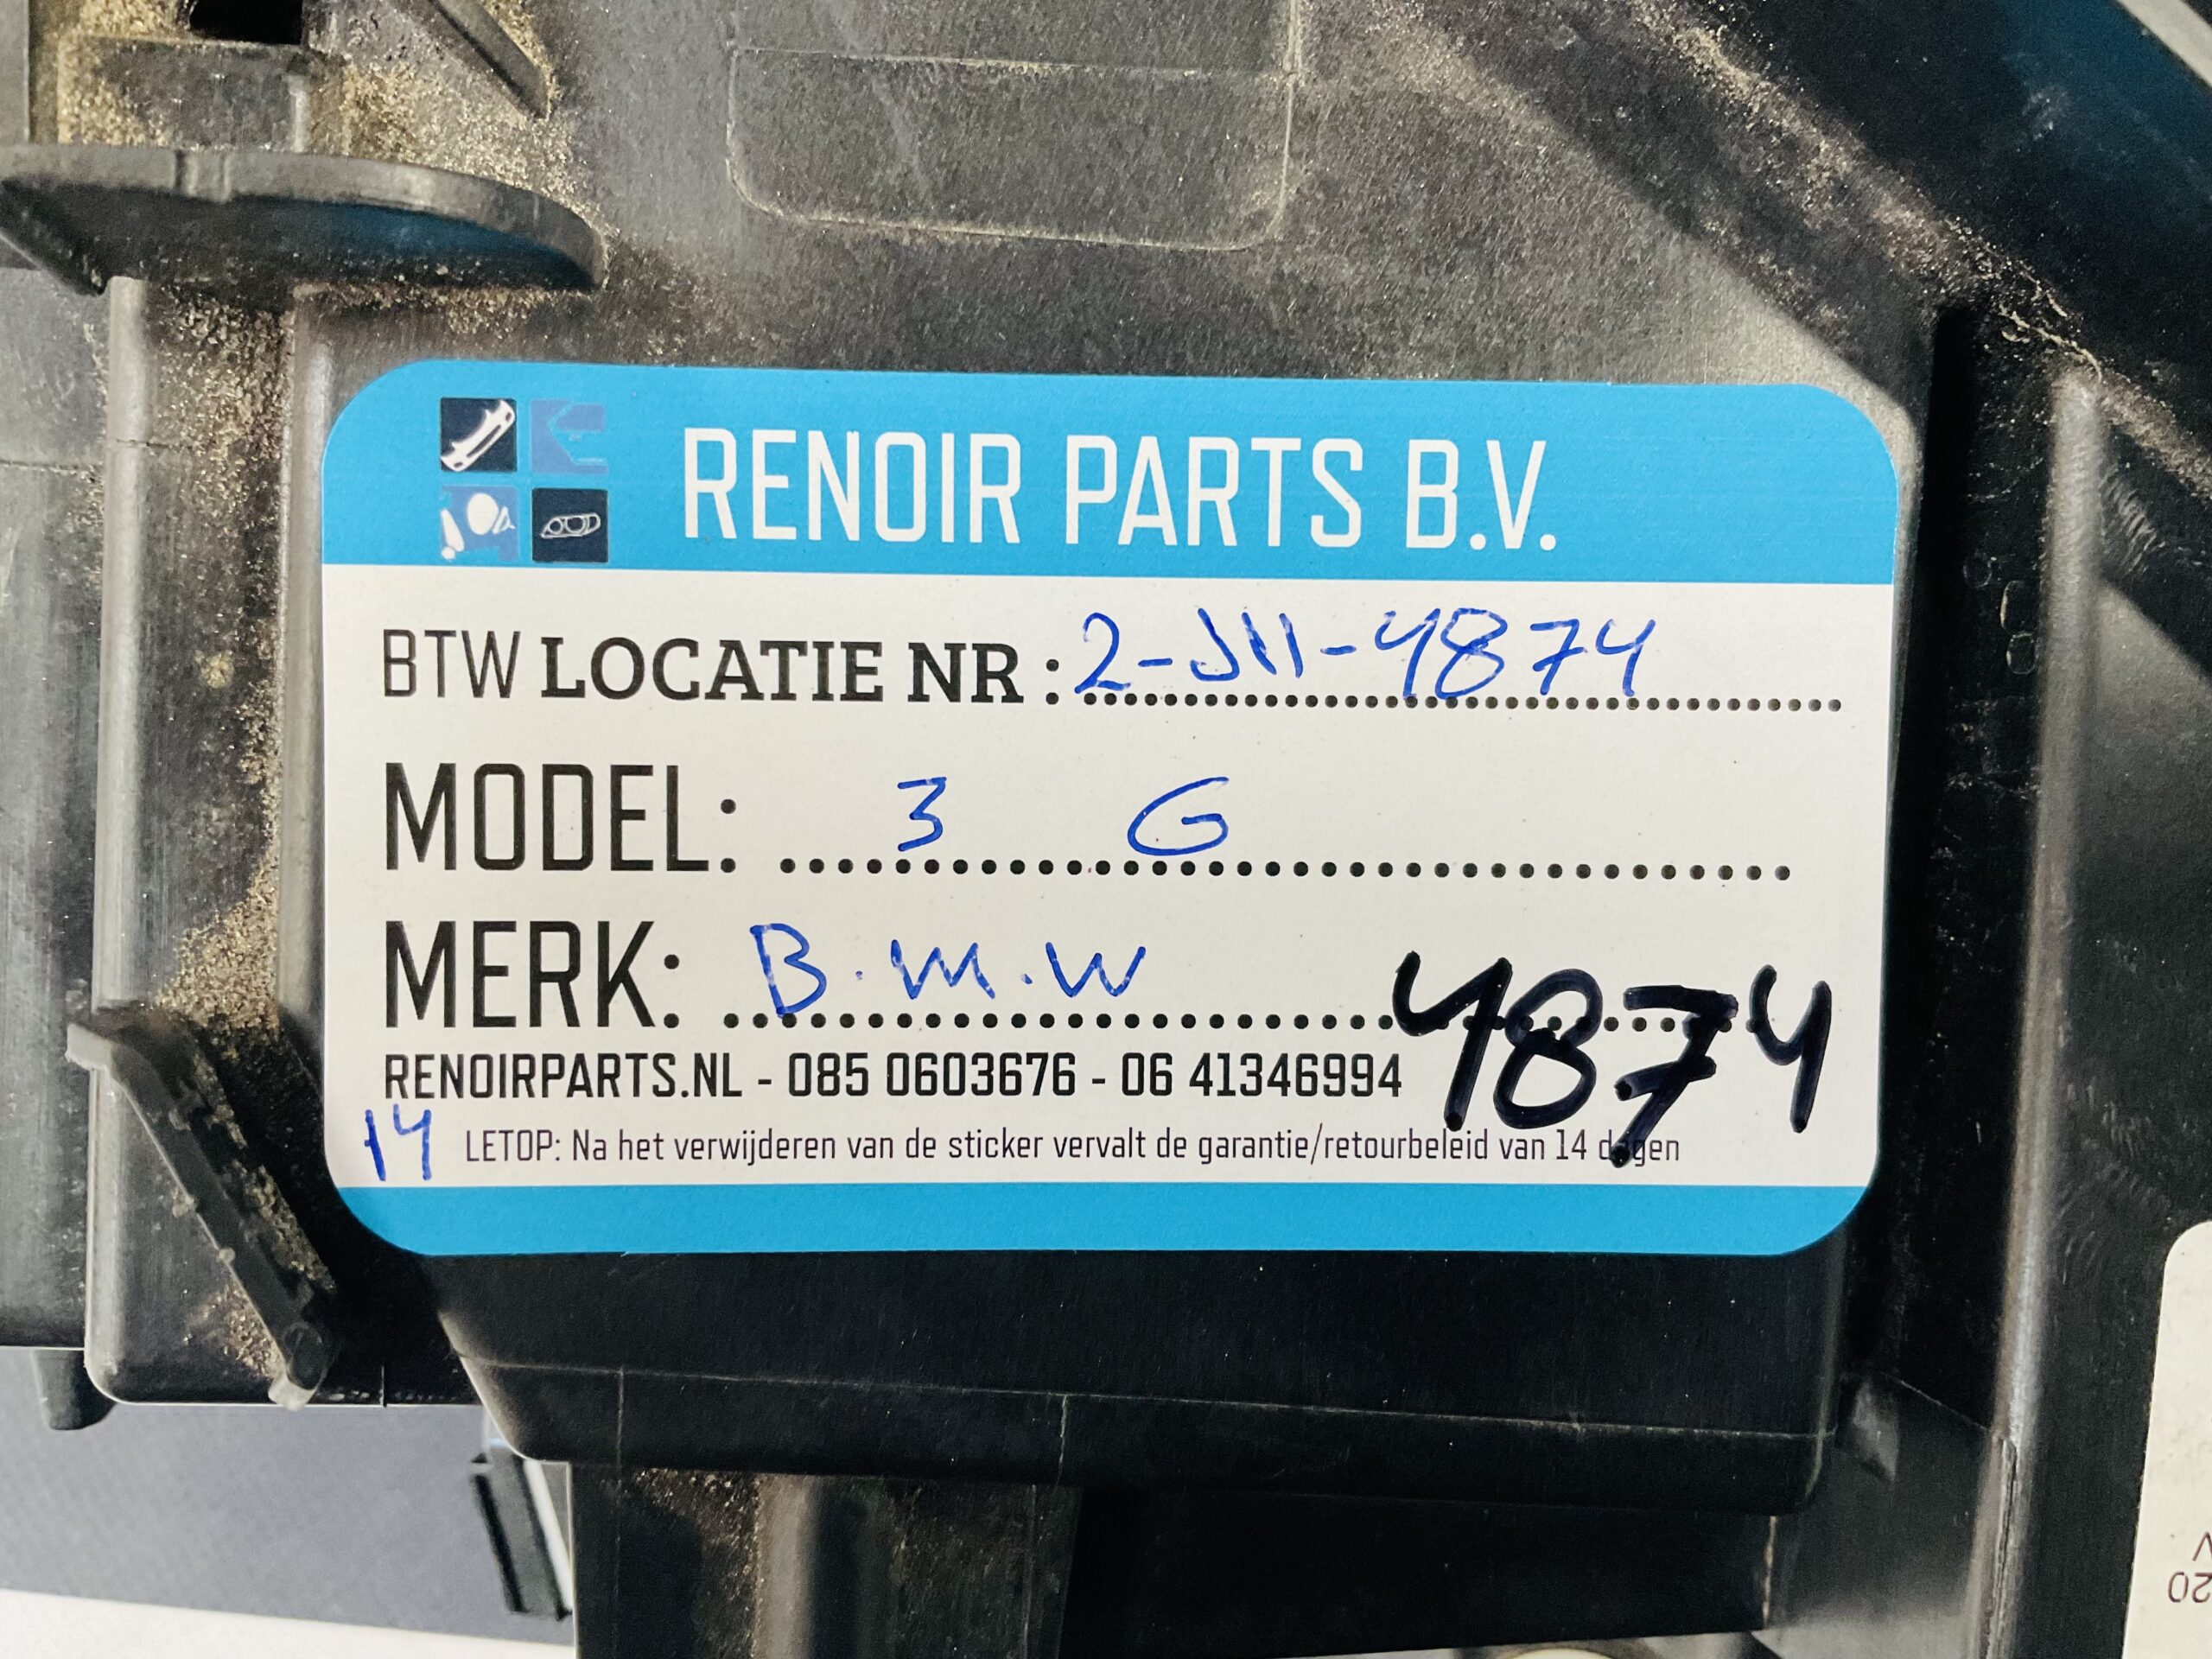 RENOIR PARTS B.V.
BTW LOCATIE NR: 2-J11-4874
MODEL: 3 G
MERK: B.M.W
4874
RENOIRPARTS.NL - 085 0603676 - 06 41346994
14
LETOP: Na het verwijderen van de sticker vervalt de garantie/retourbeleid van 14 dagen